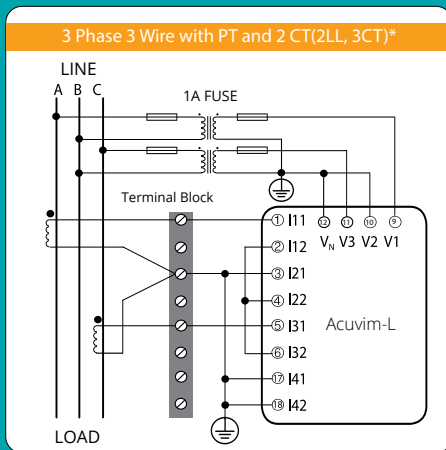 3 Phase 3 Wire with PT and 2 CT(2LL, 3CT)*
LINE
A B C
1A FUSE
Terminal Block
1 I11
2 I12
3 I21
4 I22
5 I31
6 I32
17 I41
18 I42
12 11 10 9
VN V3 V2 V1
Acuvim-L
LOAD